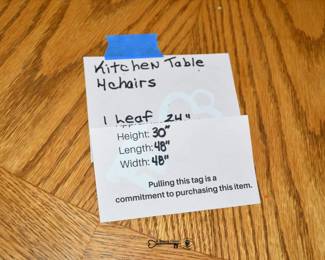 Kitchen Table
4chairs
1 Leaf 24"
Height: 30"
Length: 48"
Width: 48"
Pulling this tag is a
commitment to purchasing this item.